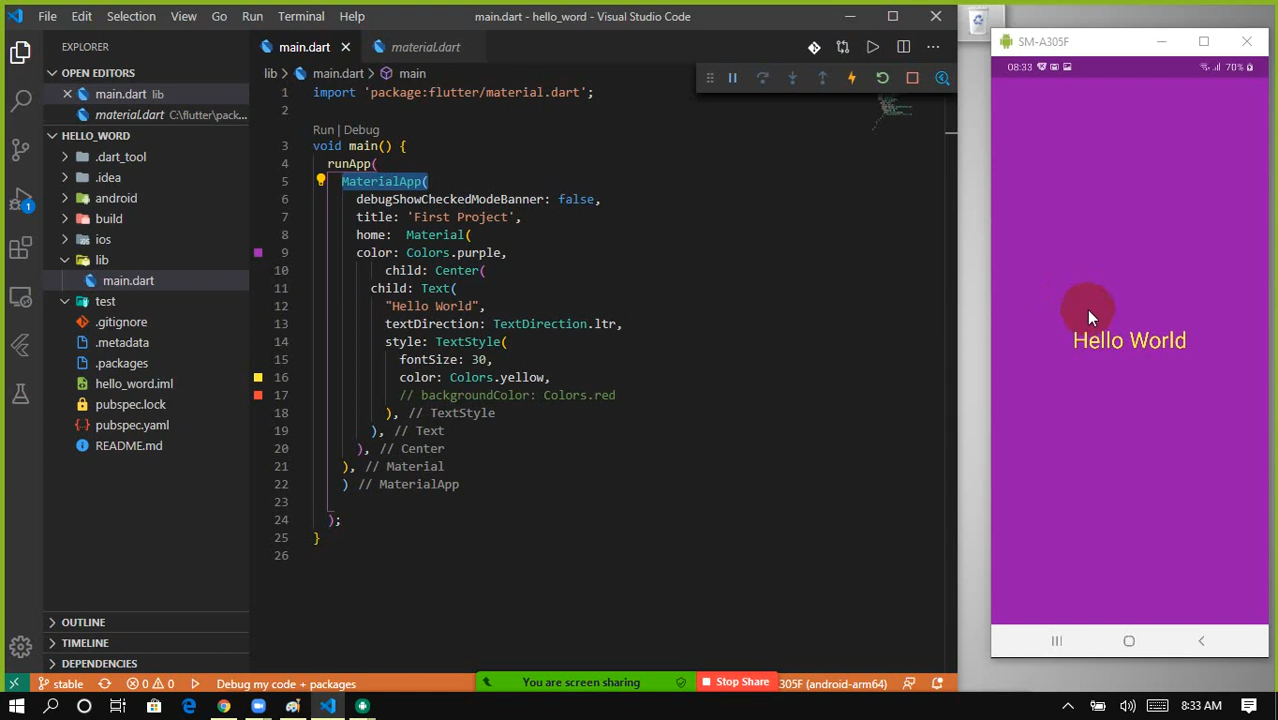 File Edit Selection View Go Run Terminal Help
main.dart - hello_word - Visual Studio Code
EXPLORER
OPEN EDITORS
main.dart lib
material.dart C:\flutter\pack...
HELLO_WORD
.dart_tool
.idea
android
build
ios
lib
main.dart
test
.gitignore
.metadata
.packages
hello_word.iml
pubspec.lock
pubspec.yaml
README.md
OUTLINE
TIMELINE
DEPENDENCIES
1
main.dart
material.dart
lib > main.dart > main
1 import 'package:flutter/material.dart';
2
Run | Debug
3 void main() {
4 runApp(
5 MaterialApp(
6 debugShowCheckedModeBanner: false,
7 title: 'First Project',
8 home: Material(
9 color: Colors.purple,
10 child: Center(
11 child: Text(
12 "Hello World",
13 textDirection: TextDirection.ltr,
14 style: TextStyle(
15 fontSize: 30,
16 color: Colors.yellow,
17 // backgroundColor: Colors.red
18 ), // TextStyle
19 ), // Text
20 ), // Center
21 ), // Material
22 ) // MaterialApp
23
24 );
25 }
26
SM-A305F
08:33
70%
Hello World
stable
0 0
Debug my code + packages
You are screen sharing
Stop Share
305F (android-arm64)
8:33 AM